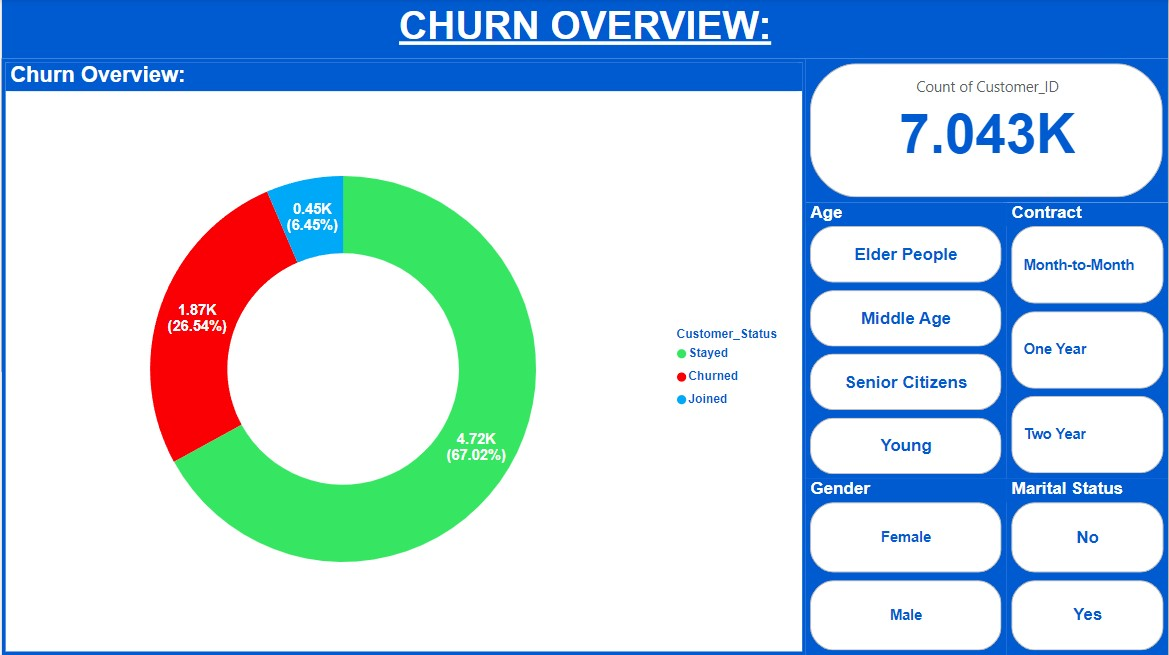 CHURN OVERVIEW:
Churn Overview:
0.45K
(6.45%)
1.87K
(26.54%)
4.72K
(67.02%)
Customer_Status
Stayed
Churned
Joined
Count of Customer_ID
7.043K
Age
Elder People
Middle Age
Senior Citizens
Young
Contract
Month-to-Month
One Year
Two Year
Gender
Female
Male
Marital Status
No
Yes